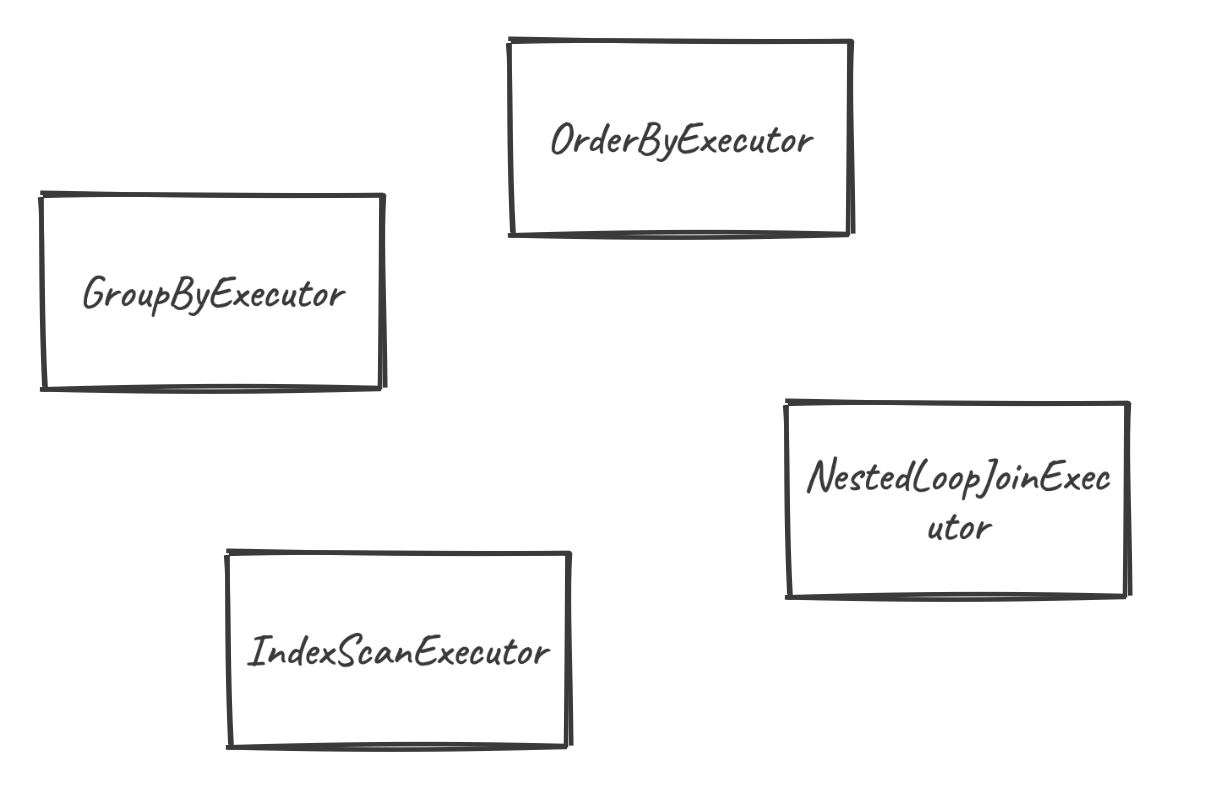 OrderByExecutor
GroupByExecutor
NestedLoopJoinExec
utor
IndexScanExecutor